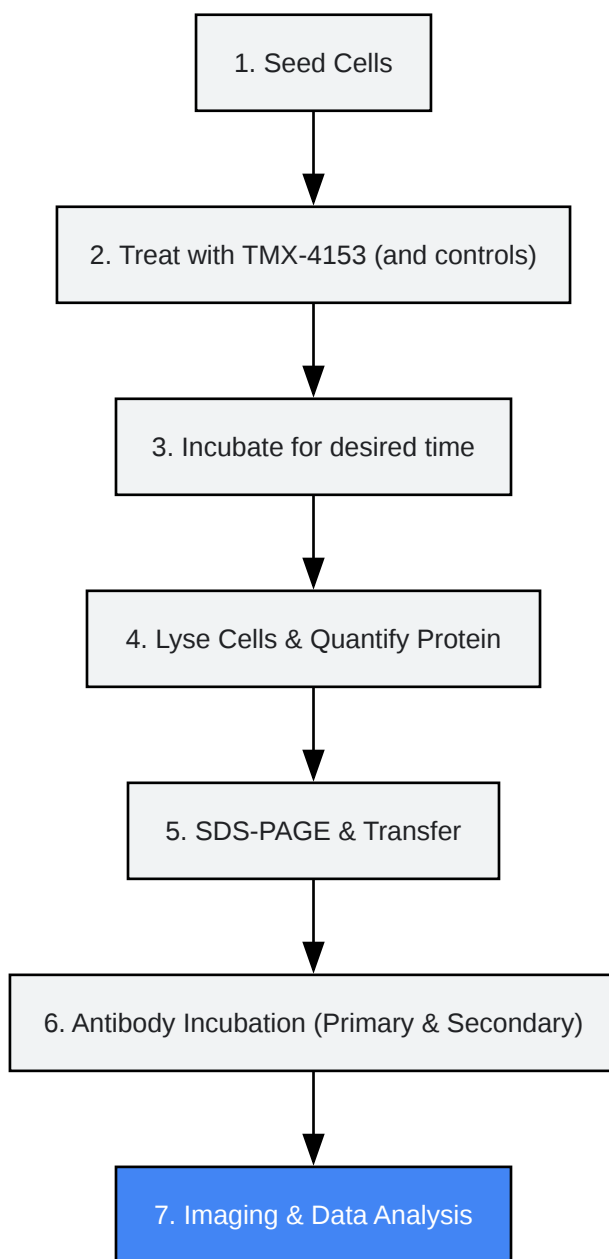 1. Seed Cells
2. Treat with TMX-4153 (and controls)
3. Incubate for desired time
4. Lyse Cells & Quantify Protein
5. SDS-PAGE & Transfer
6. Antibody Incubation (Primary & Secondary)
7. Imaging & Data Analysis